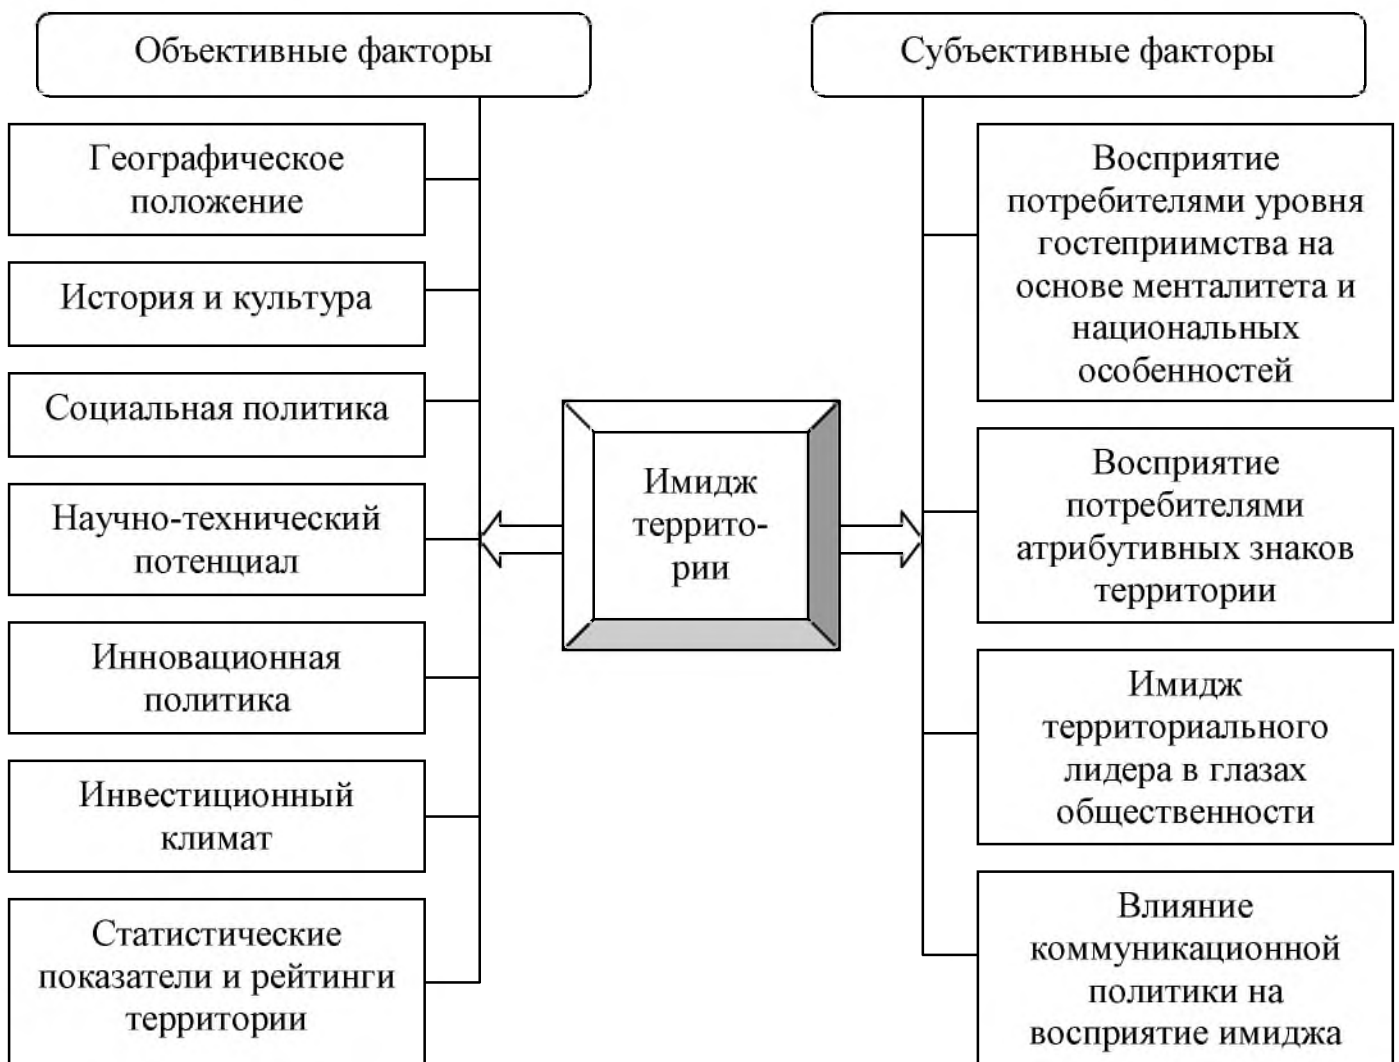 Объективные факторы
Географическое
положение
История и культура
Социальная политика
Научно-технический
потенциал
Инновационная
политика
Инвестиционный
климат
Статистические
показатели и рейтинги
территории
Имидж
террито-
рии
Субъективные факторы
Восприятие
потребителями уровня
гостеприимства на
основе менталитета и
национальных
особенностей
Восприятие
потребителями
атрибутивных знаков
территории
Имидж
территориального
лидера в глазах
общественности
Влияние
коммуникационной
политики на
восприятие имиджа